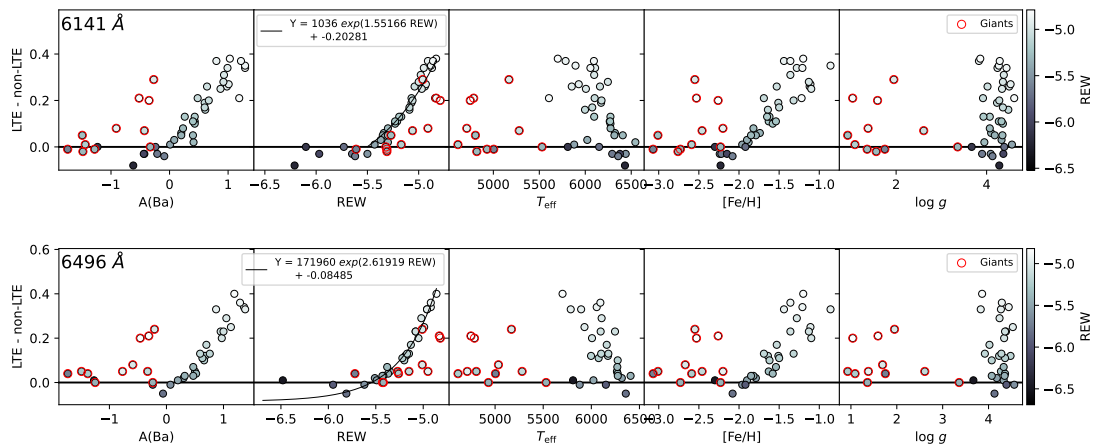 6141 Å
Y = 1036 exp(1.55166 REW)
+ -0.20281
Giants
LTE - non-LTE
0.4
0.2
0.0
−1 0 1
−6.5 −6.0 −5.5 −5.0
5000 5500 6000 6500
−3.0 −2.5 −2.0 −1.5 −1.0
2 4
A(Ba)
REW
Teff
[Fe/H]
log g
−5.0
−5.5
−6.0
−6.5
REW
6496 Å
Y = 171960 exp(2.61919 REW)
+ -0.08485
Giants
LTE - non-LTE
0.6
0.4
0.2
0.0
−1 0 1
−6.5 −6.0 −5.5 −5.0
5000 5500 6000 6500
−3.0 −2.5 −2.0 −1.5 −1.0
1 2 3 4
A(Ba)
REW
Teff
[Fe/H]
log g
−5.0
−5.5
−6.0
−6.5
REW